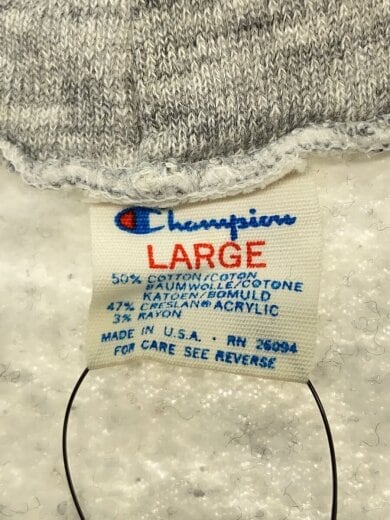 Champion
LARGE
50% COTTON/COTON
BAUMWOLLE/COTONE
KATOEN/BOMULD
47% CRESLAN® ACRYLIC
3% RAYON
MADE IN U.S.A. · RN 26094
FOR CARE SEE REVERSE